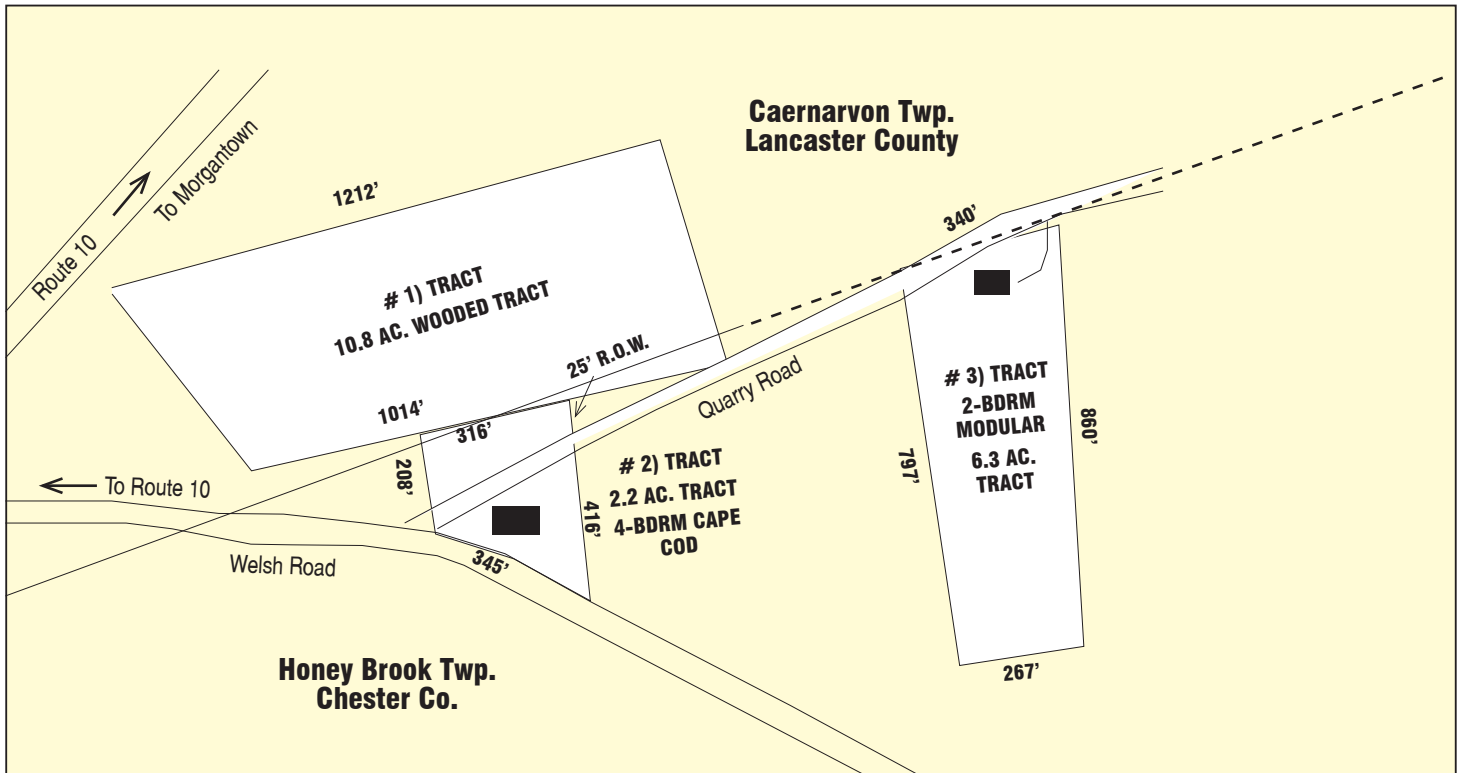 Caernarvon Twp.
Lancaster County
To Morgantown
Route 10
1212’
# 1) TRACT
10.8 AC. WOODED TRACT
340’
25’ R.O.W.
Quarry Road
1014’
316’
208’
# 2) TRACT
2.2 AC. TRACT
4-BDRM CAPE
COD
416’
345’
# 3) TRACT
2-BDRM
MODULAR
6.3 AC.
TRACT
797’
860’
267’
To Route 10
Welsh Road
Honey Brook Twp.
Chester Co.